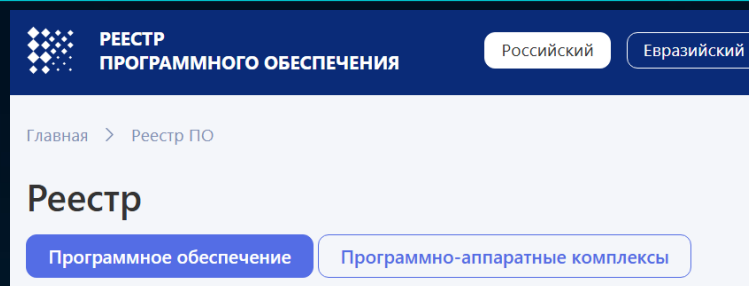 РЕЕСТР
ПРОГРАММНОГО ОБЕСПЕЧЕНИЯ
Российский
Евразийский
Главная > Реестр ПО
Реестр
Программное обеспечение
Программно-аппаратные комплексы